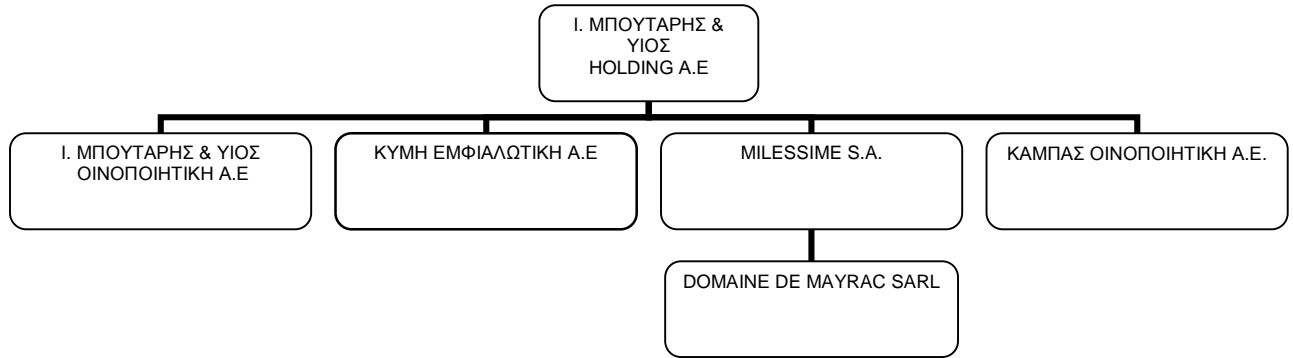 Ι. ΜΠΟΥΤΑΡΗΣ &
ΥΙΟΣ
HOLDING Α.Ε
Ι. ΜΠΟΥΤΑΡΗΣ & ΥΙΟΣ
ΟΙΝΟΠΟΙΗΤΙΚΗ Α.Ε
ΚΥΜΗ ΕΜΦΙΑΛΩΤΙΚΗ Α.Ε
MILESSIME S.A.
ΚΑΜΠΑΣ ΟΙΝΟΠΟΙΗΤΙΚΗ Α.Ε.
DOMAINE DE MAYRAC SARL